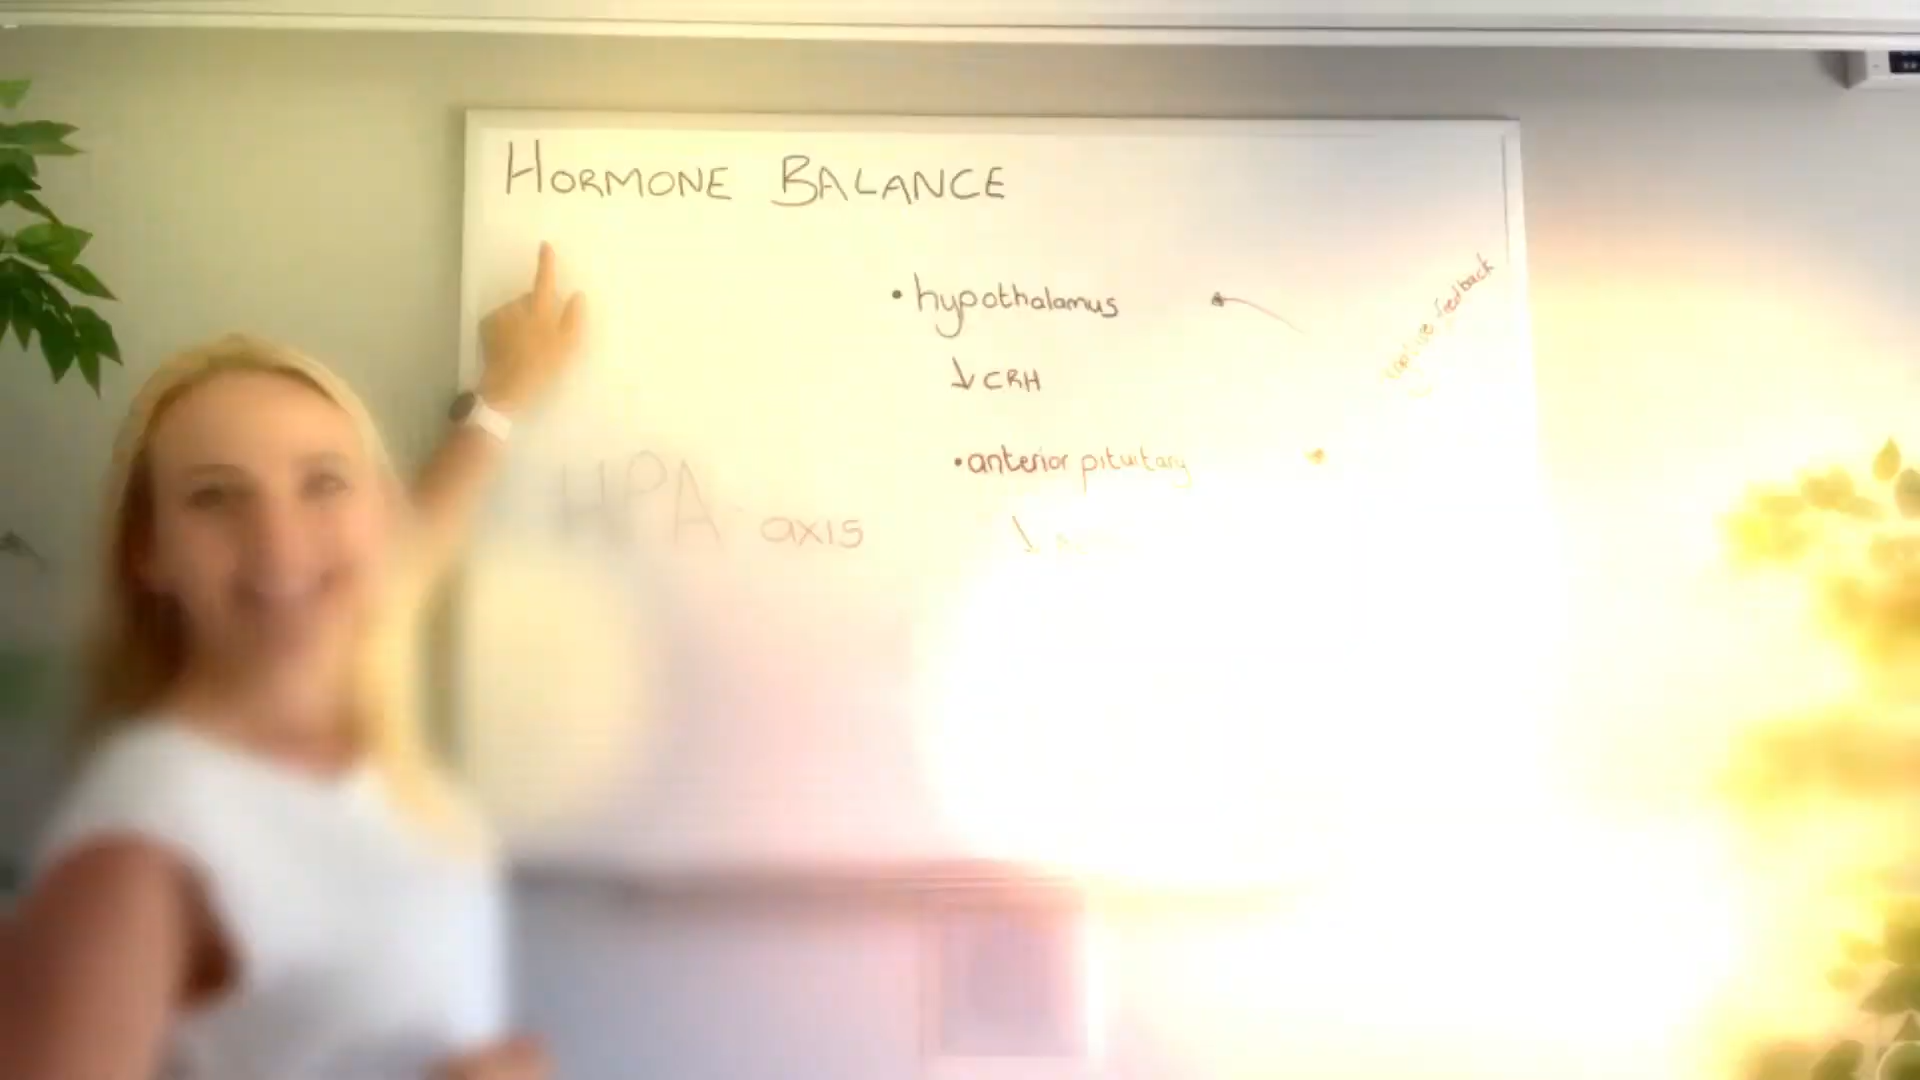 HORMONE BALANCE
• hypothalamus
↓ CRH
• anterior pituitary
HPA axis
feedback